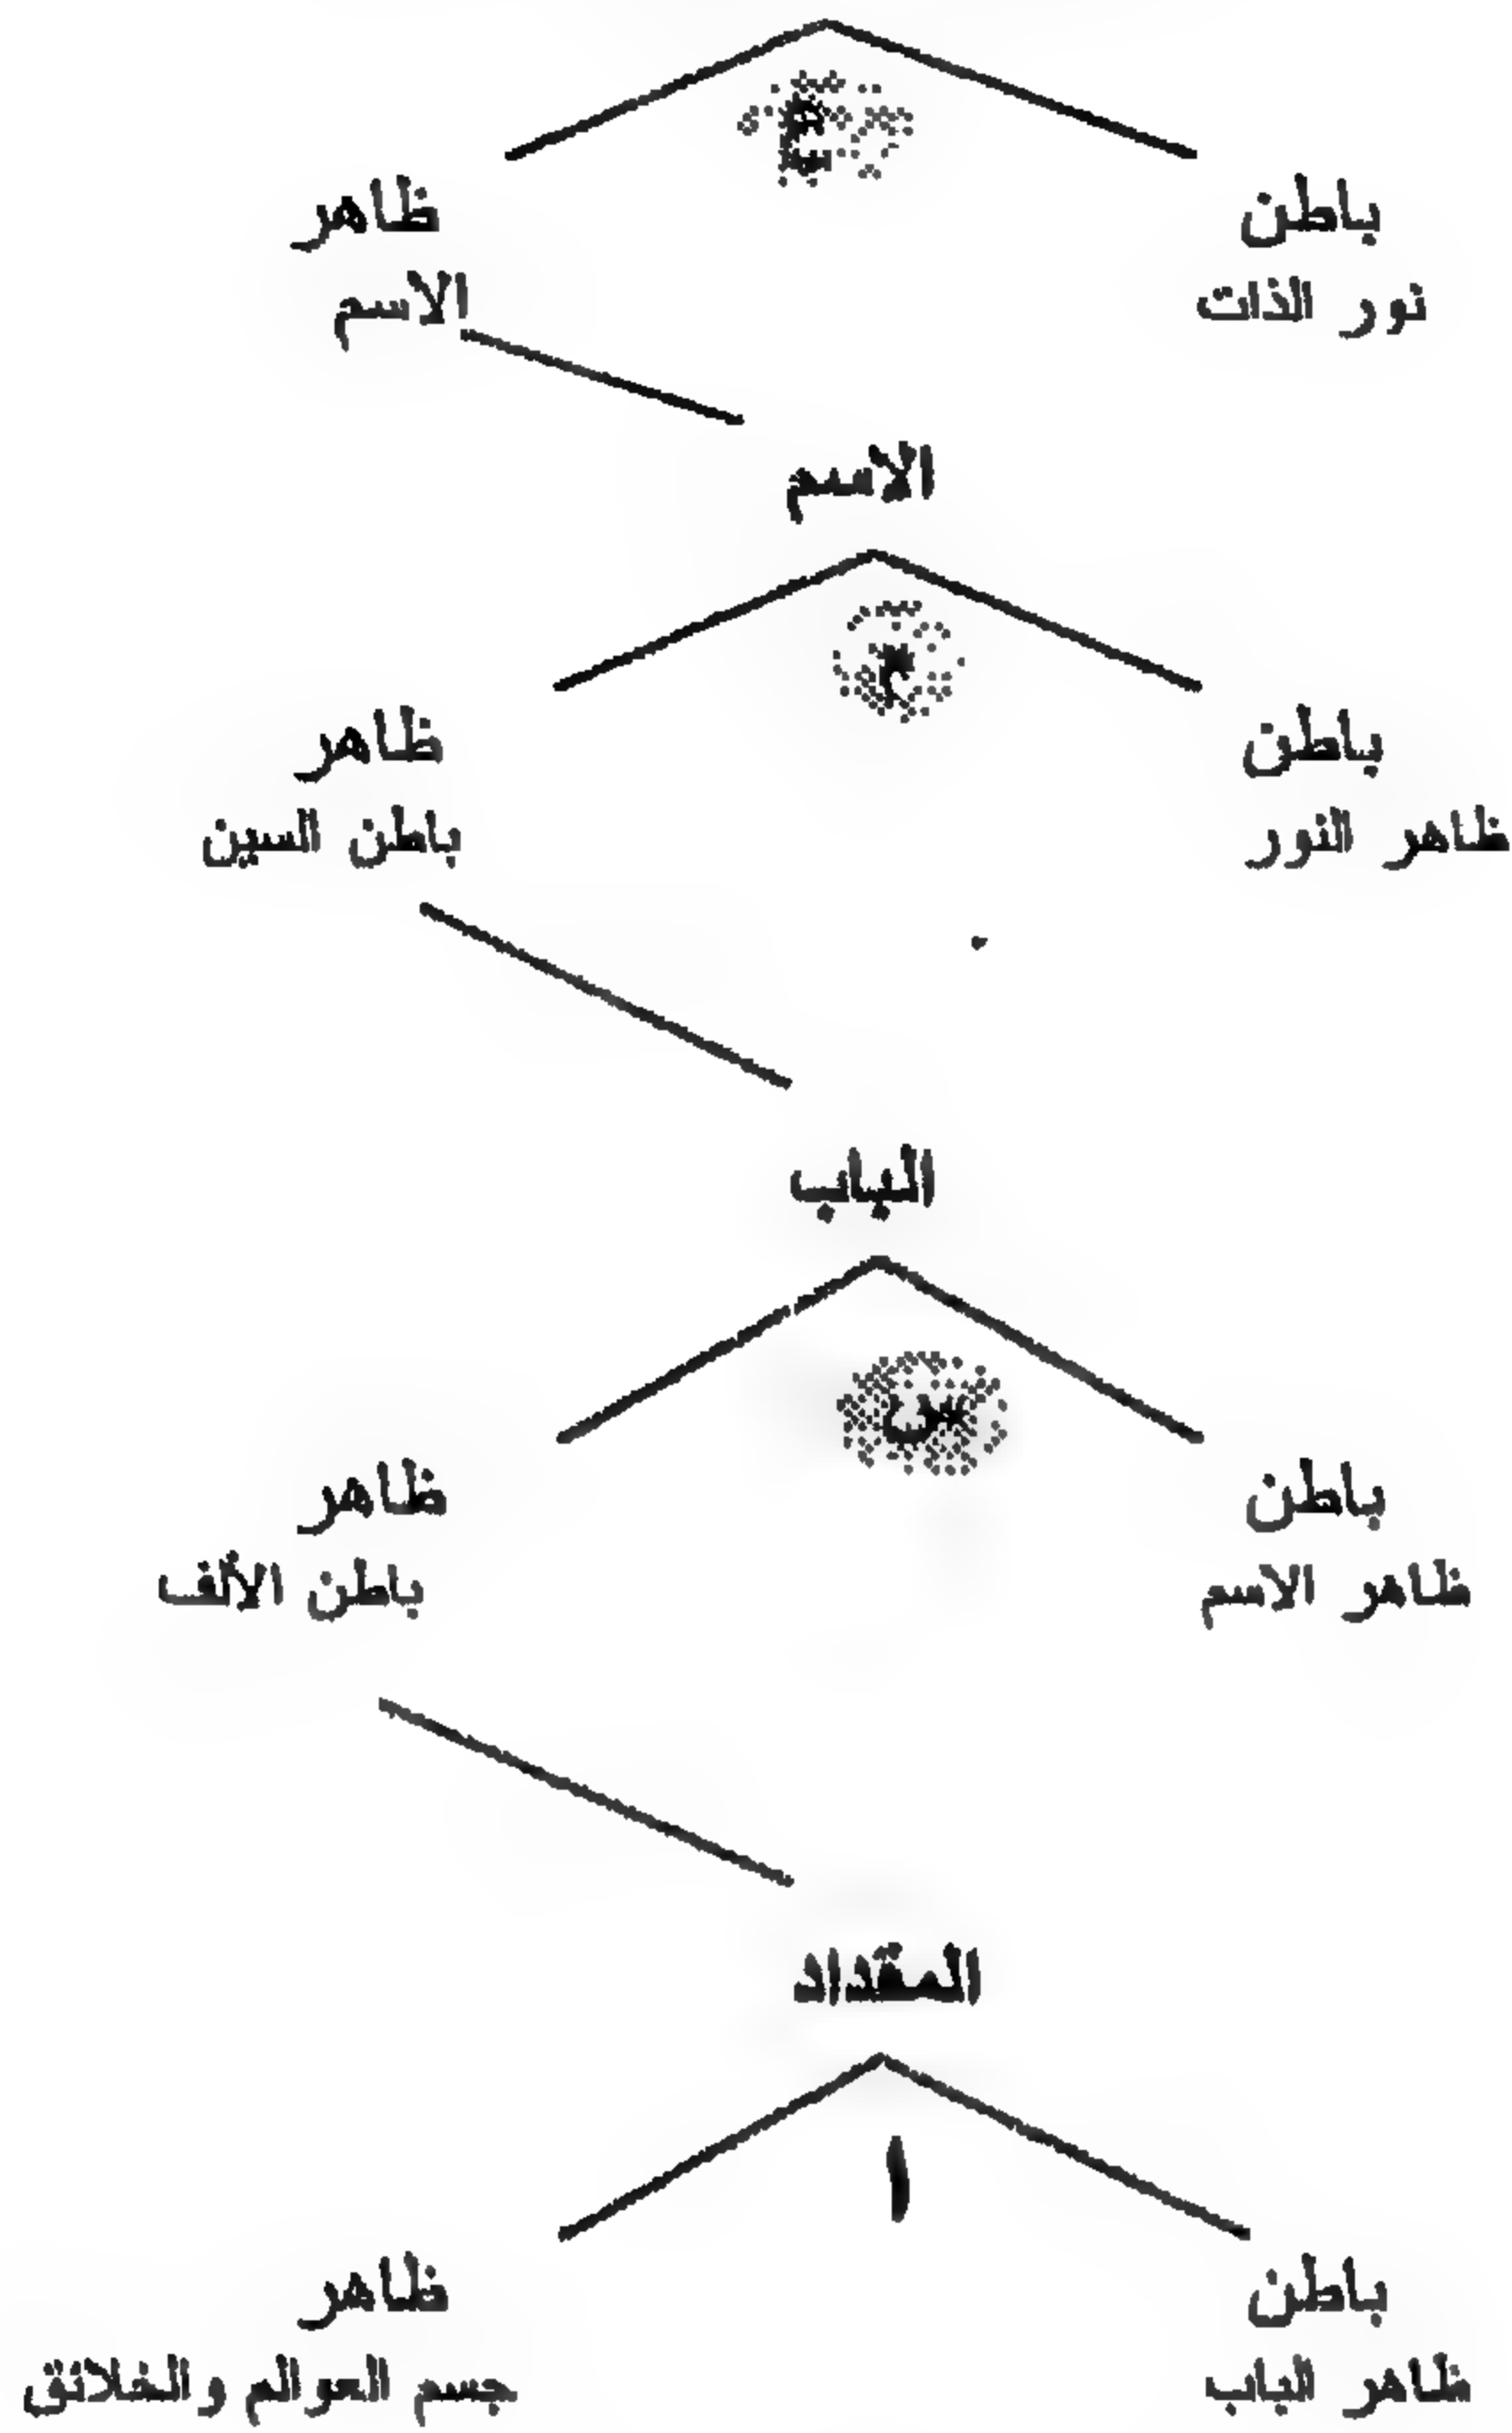 ع
باطن ظاهر
نور الذات الاسم
الاسم
م
باطن ظاهر
ظاهر النور باطن السين
الباب
س
باطن ظاهر
ظاهر الاسم باطن الألف
المقداد
ا
باطن ظاهر
ظاهر الباب جسم العوالم والخلائق